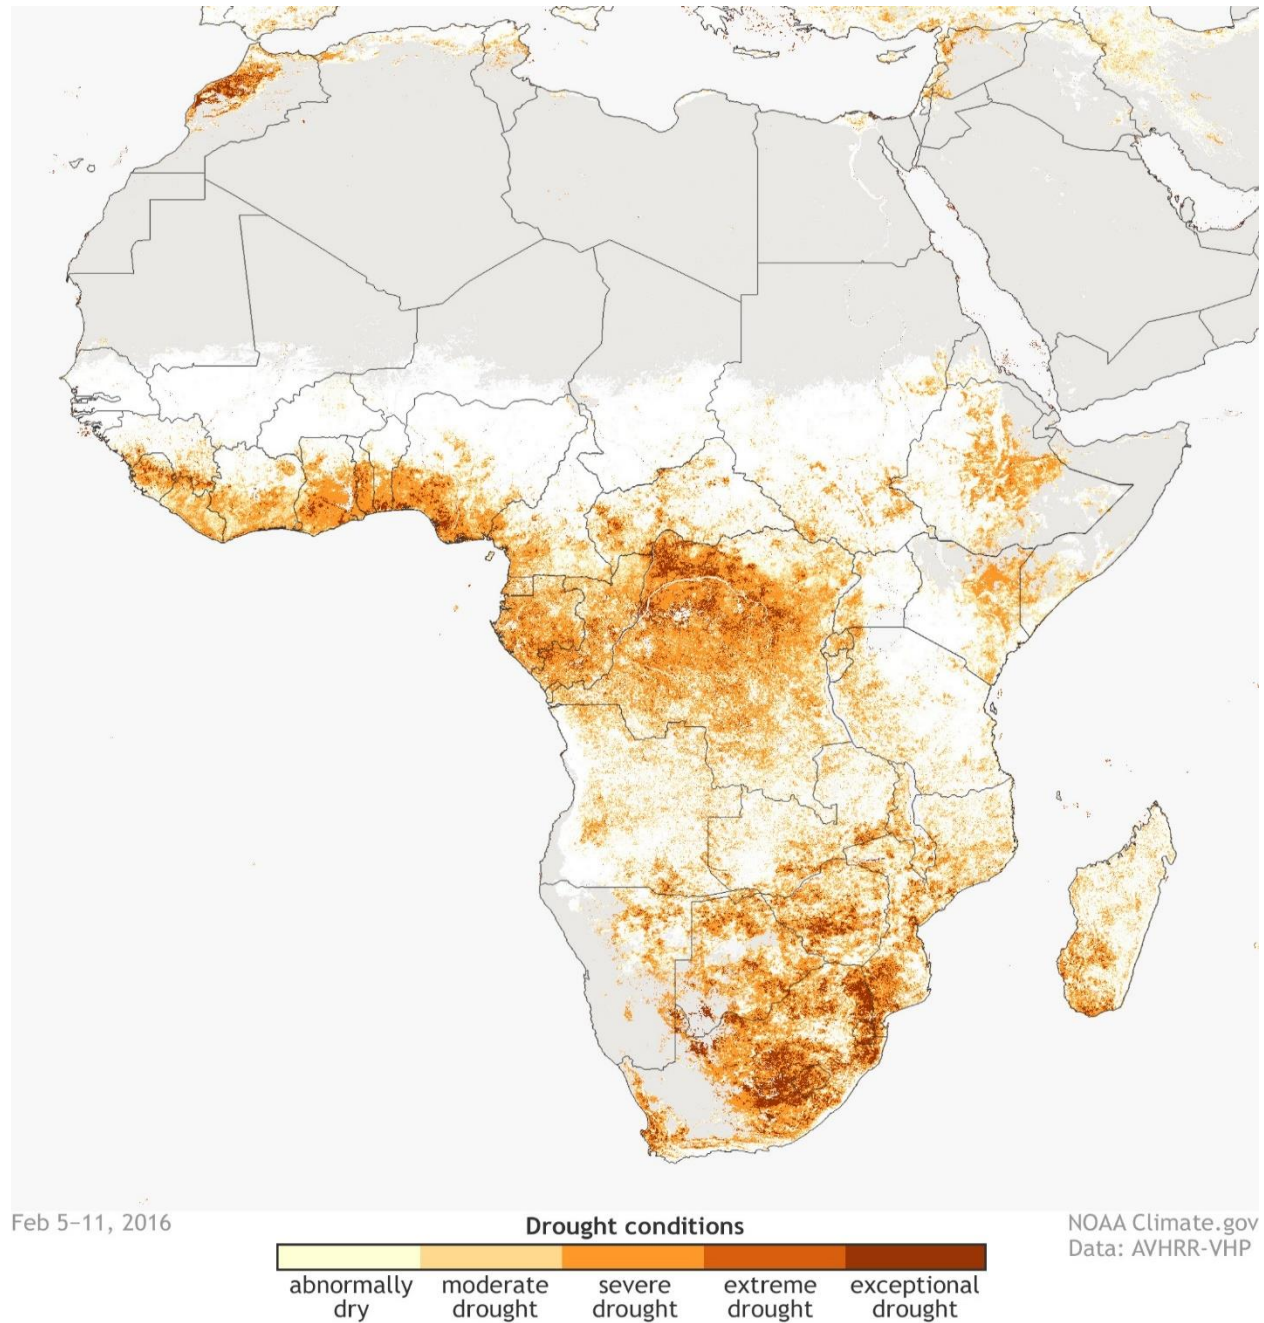 Feb 5–11, 2016
Drought conditions
NOAA Climate.gov
Data: AVHRR-VHP
abnormally dry
moderate drought
severe drought
extreme drought
exceptional drought